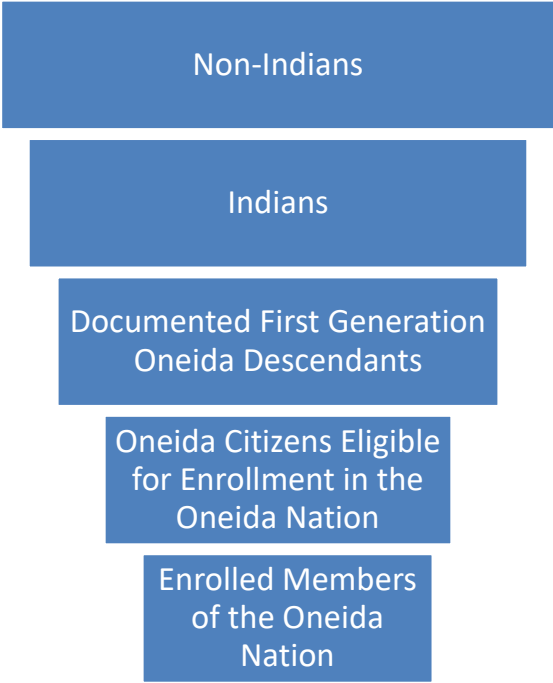 Non-Indians
Indians
Documented First Generation
Oneida Descendants
Oneida Citizens Eligible
for Enrollment in the
Oneida Nation
Enrolled Members
of the Oneida
Nation